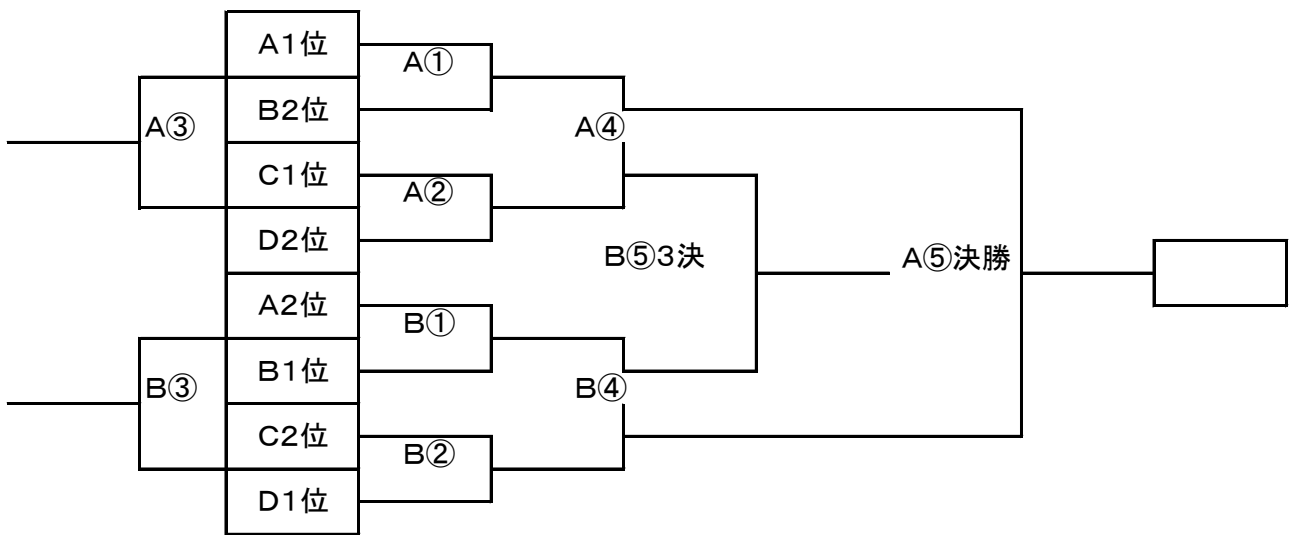 A1位
A①
B2位
A③
A④
C1位
A②
D2位
B⑤3決
A⑤決勝
A2位
B①
B1位
B③
B④
C2位
B②
D1位